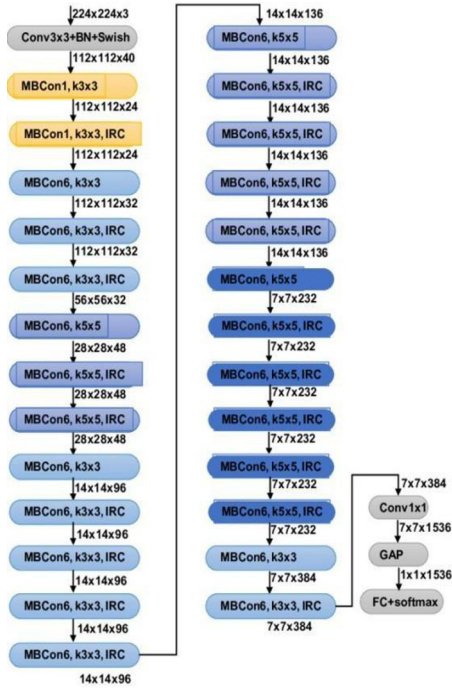 224x224x3
Conv3x3+BN+Swish
112x112x40
MBCon1, k3x3
112x112x24
MBCon1, k3x3, IRC
112x112x24
MBCon6, k3x3
112x112x32
MBCon6, k3x3, IRC
112x112x32
MBCon6, k3x3, IRC
56x56x32
MBCon6, k5x5
28x28x48
MBCon6, k5x5, IRC
28x28x48
MBCon6, k5x5, IRC
28x28x48
MBCon6, k3x3
14x14x96
MBCon6, k3x3, IRC
14x14x96
MBCon6, k3x3, IRC
14x14x96
MBCon6, k3x3, IRC
14x14x96
MBCon6, k3x3, IRC
14x14x96
14x14x136
MBCon6, k5x5
14x14x136
MBCon6, k5x5, IRC
14x14x136
MBCon6, k5x5, IRC
14x14x136
MBCon6, k5x5, IRC
14x14x136
MBCon6, k5x5, IRC
14x14x136
MBCon6, k5x5
7x7x232
MBCon6, k5x5, IRC
7x7x232
MBCon6, k5x5, IRC
7x7x232
MBCon6, k5x5, IRC
7x7x232
MBCon6, k5x5, IRC
7x7x232
MBCon6, k5x5, IRC
7x7x232
MBCon6, k3x3
7x7x384
MBCon6, k3x3, IRC
7x7x384
7x7x384
Conv1x1
7x7x1536
GAP
1x1x1536
FC+softmax